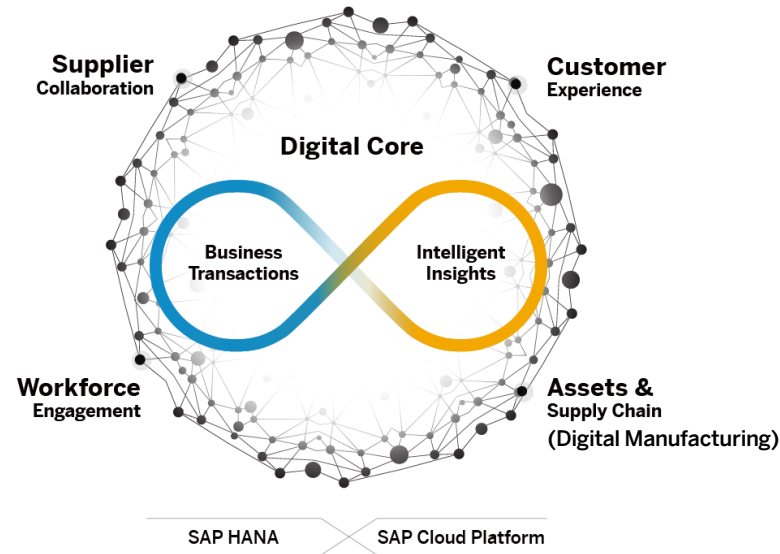 Supplier
Collaboration
Customer
Experience
Digital Core
Business
Transactions
Intelligent
Insights
Workforce
Engagement
Assets &
Supply Chain
(Digital Manufacturing)
SAP HANA
SAP Cloud Platform